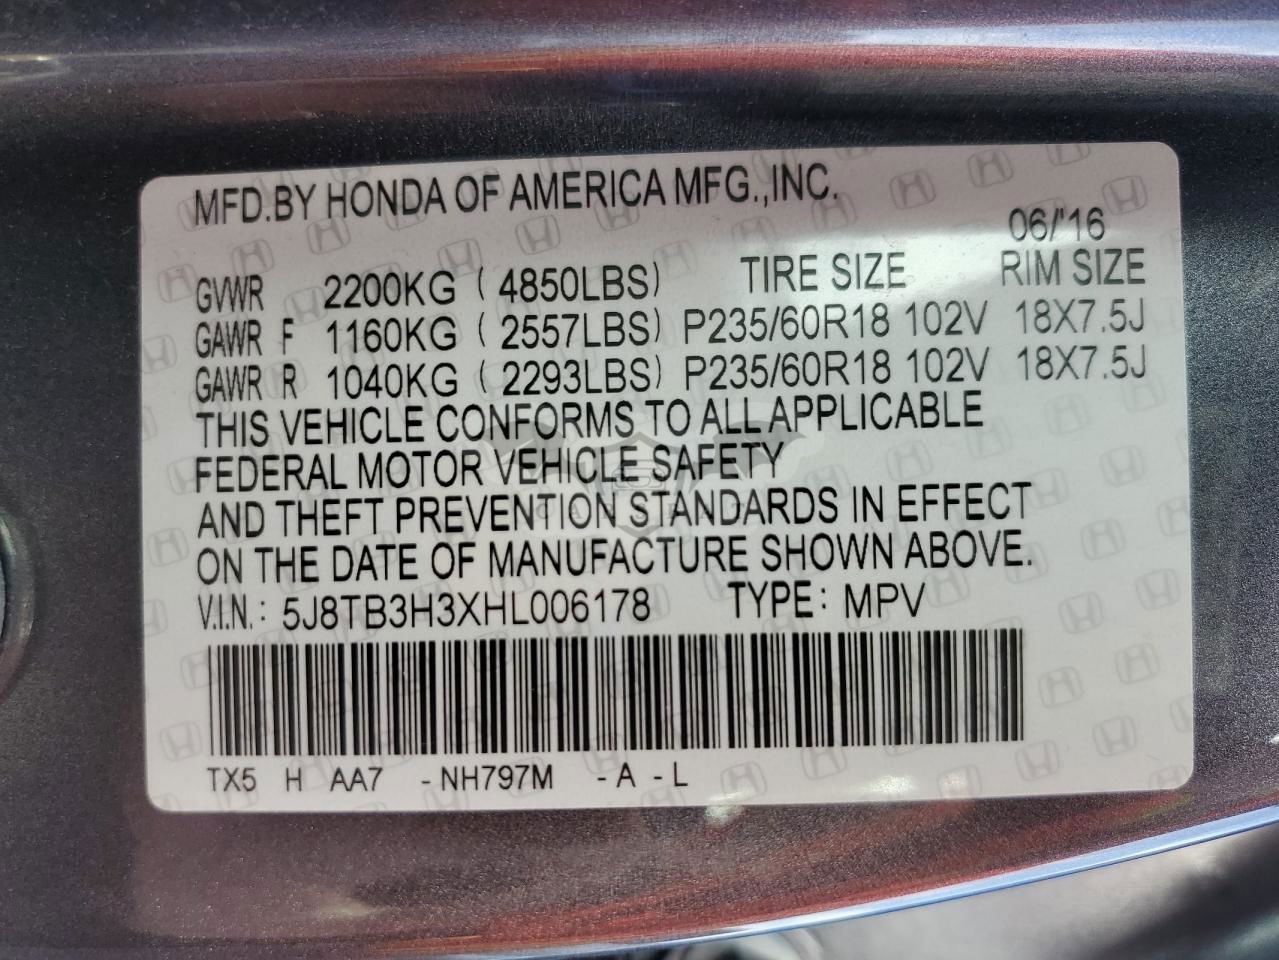 MFD.BY HONDA OF AMERICA MFG.,INC.
06/'16
GVWR 2200KG ( 4850LBS) TIRE SIZE RIM SIZE
GAWR F 1160KG ( 2557LBS) P235/60R18 102V 18X7.5J
GAWR R 1040KG ( 2293LBS) P235/60R18 102V 18X7.5J
THIS VEHICLE CONFORMS TO ALL APPLICABLE
FEDERAL MOTOR VEHICLE SAFETY
AND THEFT PREVENTION STANDARDS IN EFFECT
ON THE DATE OF MANUFACTURE SHOWN ABOVE.
V.I.N.: 5J8TB3H3XHL006178 TYPE: MPV
TX5 H AA7 -NH797M -A -L